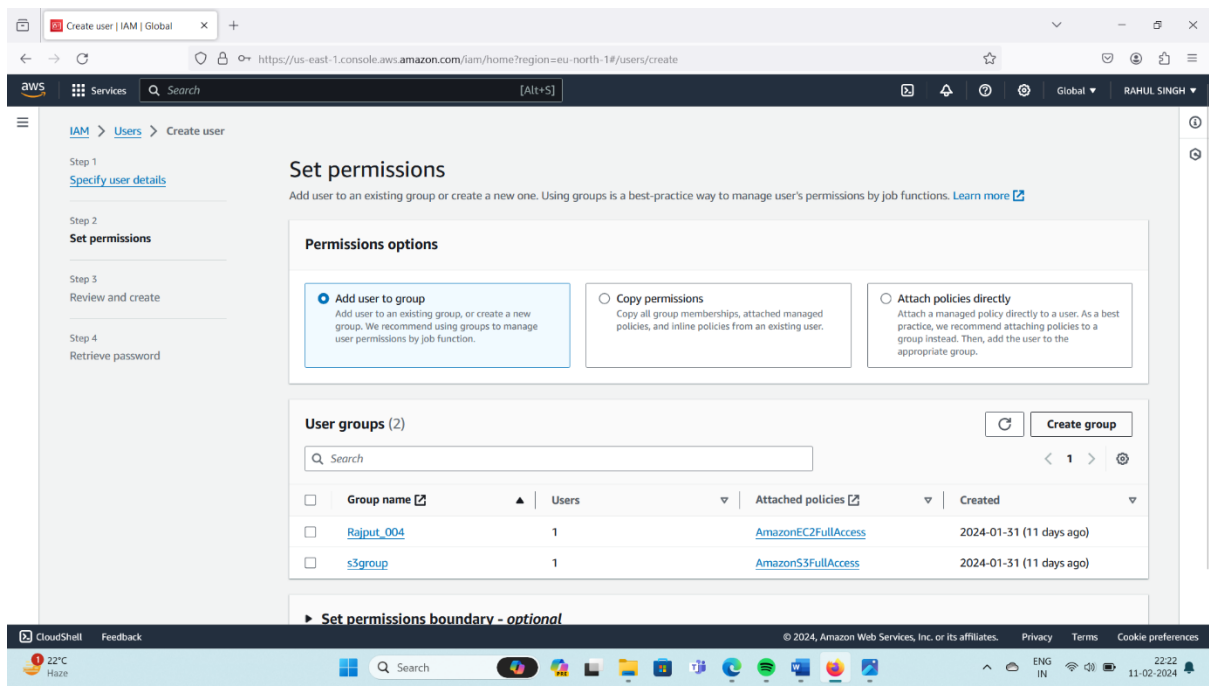 Create user | IAM | Global
https://us-east-1.console.aws.amazon.com/iam/home?region=eu-north-1#/users/create
aws
Services
Search
[Alt+S]
Global
RAHUL SINGH
IAM > Users > Create user
Step 1
Specify user details
Step 2
Set permissions
Step 3
Review and create
Step 4
Retrieve password
Set permissions
Add user to an existing group or create a new one. Using groups is a best-practice way to manage user's permissions by job functions. Learn more
Permissions options
Add user to group
Add user to an existing group, or create a new
group. We recommend using groups to manage
user permissions by job function.
Copy permissions
Copy all group memberships, attached managed
policies, and inline policies from an existing user.
Attach policies directly
Attach a managed policy directly to a user. As a best
practice, we recommend attaching policies to a
group instead. Then, add the user to the
appropriate group.
User groups (2)
Create group
Search
< 1 >
Group name Users Attached policies Created
Rajput_004 1 AmazonEC2FullAccess 2024-01-31 (11 days ago)
s3group 1 AmazonS3FullAccess 2024-01-31 (11 days ago)
Set permissions boundary - optional
CloudShell Feedback © 2024, Amazon Web Services, Inc. or its affiliates. Privacy Terms Cookie preferences
1
22°C
Haze
Search
PRE
ENG
IN
22:22
11-02-2024